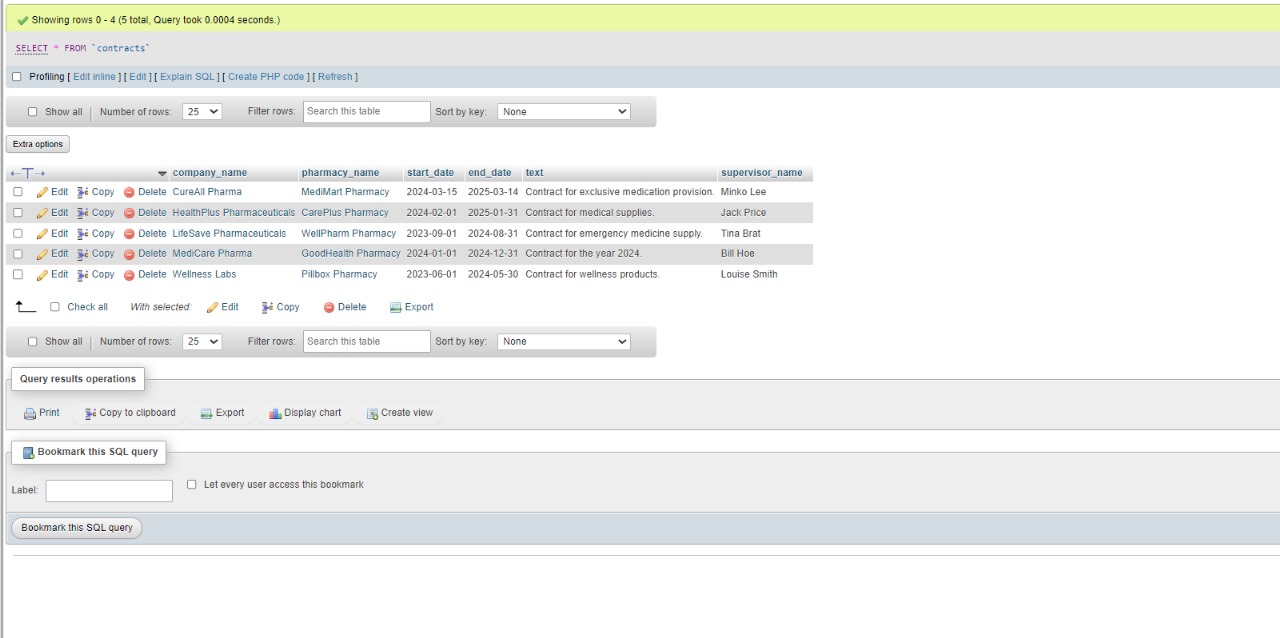 Showing rows 0 - 4 (5 total, Query took 0.0004 seconds.)
SELECT * FROM `contracts`
Profiling [ Edit inline ] [ Edit ] [ Explain SQL ] [ Create PHP code ] [ Refresh ]
Show all | Number of rows: 25 Filter rows: Search this table Sort by key: None
Extra options
←T→ company_name pharmacy_name start_date end_date text supervisor_name
Edit Copy Delete CureAll Pharma MediMart Pharmacy 2024-03-15 2025-03-14 Contract for exclusive medication provision. Minko Lee
Edit Copy Delete HealthPlus Pharmaceuticals CarePlus Pharmacy 2024-02-01 2025-01-31 Contract for medical supplies. Jack Price
Edit Copy Delete LifeSave Pharmaceuticals WellPharm Pharmacy 2023-09-01 2024-08-31 Contract for emergency medicine supply. Tina Brat
Edit Copy Delete MediCare Pharma GoodHealth Pharmacy 2024-01-01 2024-12-31 Contract for the year 2024. Bill Hoe
Edit Copy Delete Wellness Labs Pillbox Pharmacy 2023-06-01 2024-05-30 Contract for wellness products. Louise Smith
Check all With selected: Edit Copy Delete Export
Show all | Number of rows: 25 Filter rows: Search this table Sort by key: None
Query results operations
Print Copy to clipboard Export Display chart Create view
Bookmark this SQL query
Label: Let every user access this bookmark
Bookmark this SQL query